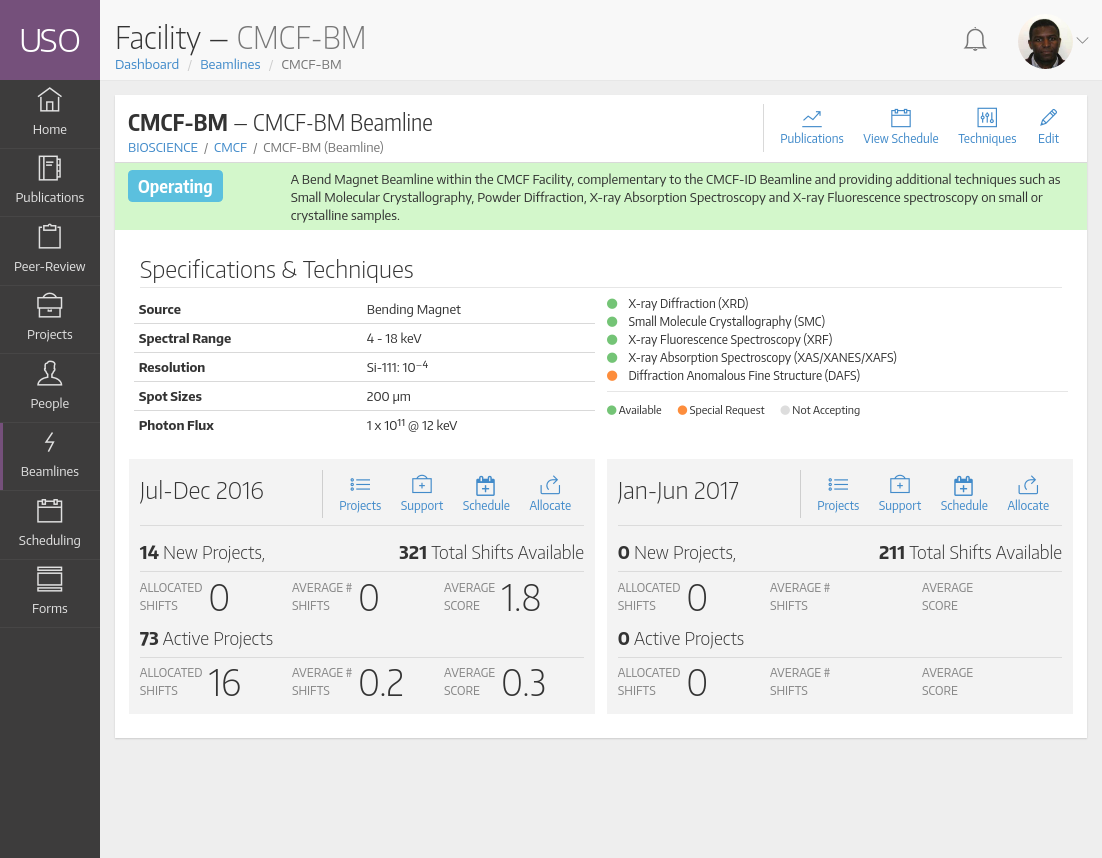 USO
Facility – CMCF-BM
Dashboard / Beamlines / CMCF-BM
Home
Publications
Peer-Review
Projects
People
Beamlines
Scheduling
Forms
CMCF-BM – CMCF-BM Beamline
BIOSCIENCE / CMCF / CMCF-BM (Beamline)
Publications View Schedule Techniques Edit
Operating
A Bend Magnet Beamline within the CMCF Facility, complementary to the CMCF-ID Beamline and providing additional techniques such as
Small Molecular Crystallography, Powder Diffraction, X-ray Absorption Spectroscopy and X-ray Fluorescence spectroscopy on small or
crystalline samples.
Specifications & Techniques
Source Bending Magnet
Spectral Range 4 - 18 keV
Resolution Si-111: 10⁻⁴
Spot Sizes 200 µm
Photon Flux 1 x 10¹¹ @ 12 keV
X-ray Diffraction (XRD)
Small Molecule Crystallography (SMC)
X-ray Fluorescence Spectroscopy (XRF)
X-ray Absorption Spectroscopy (XAS/XANES/XAFS)
Diffraction Anomalous Fine Structure (DAFS)
Available Special Request Not Accepting
Jul-Dec 2016
Projects Support Schedule Allocate
14 New Projects, 321 Total Shifts Available
ALLOCATED SHIFTS 0 AVERAGE # SHIFTS 0 AVERAGE SCORE 1.8
73 Active Projects
ALLOCATED SHIFTS 16 AVERAGE # SHIFTS 0.2 AVERAGE SCORE 0.3
Jan-Jun 2017
Projects Support Schedule Allocate
0 New Projects, 211 Total Shifts Available
ALLOCATED SHIFTS 0 AVERAGE # SHIFTS AVERAGE SCORE
0 Active Projects
ALLOCATED SHIFTS 0 AVERAGE # SHIFTS AVERAGE SCORE